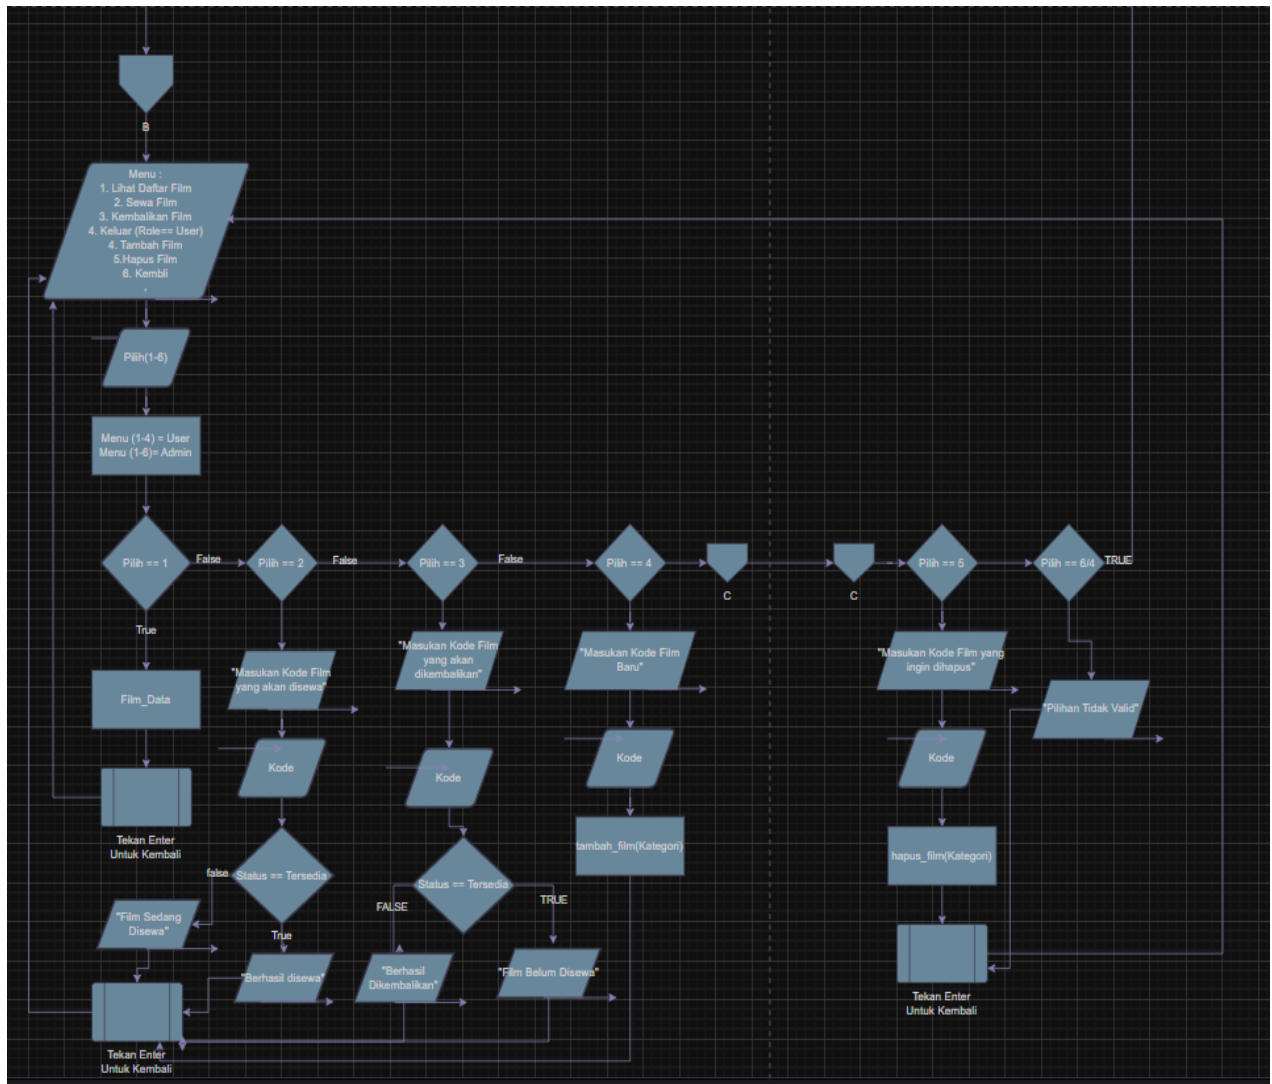 B
Menu :
1. Lihat Daftar Film
2. Sewa Film
3. Kembalikan Film
4. Keluar (Role== User)
4. Tambah Film
5.Hapus Film
6. Kembli
.
Pilih(1-6)
Menu (1-4) = User
Menu (1-6)= Admin
Pilih == 1
False
Pilih == 2
False
Pilih == 3
False
Pilih == 4
C
C
Pilih == 5
Pilih == 6/4
TRUE
True
Film_Data
Tekan Enter
Untuk Kembali
"Masukan Kode Film
yang akan disewa"
Kode
Status == Tersedia
false
True
"Film Sedang
Disewa"
"Berhasil disewa"
Tekan Enter
Untuk Kembali
"Masukan Kode Film
yang akan
dikembalikan"
Kode
Status == Tersedia
FALSE
TRUE
"Berhasil
Dikembalikan"
"Film Belum Disewa"
"Masukan Kode Film
Baru"
Kode
tambah_film(Kategori)
"Masukan Kode Film yang
ingin dihapus"
Kode
hapus_film(Kategori)
Tekan Enter
Untuk Kembali
"Pilihan Tidak Valid"